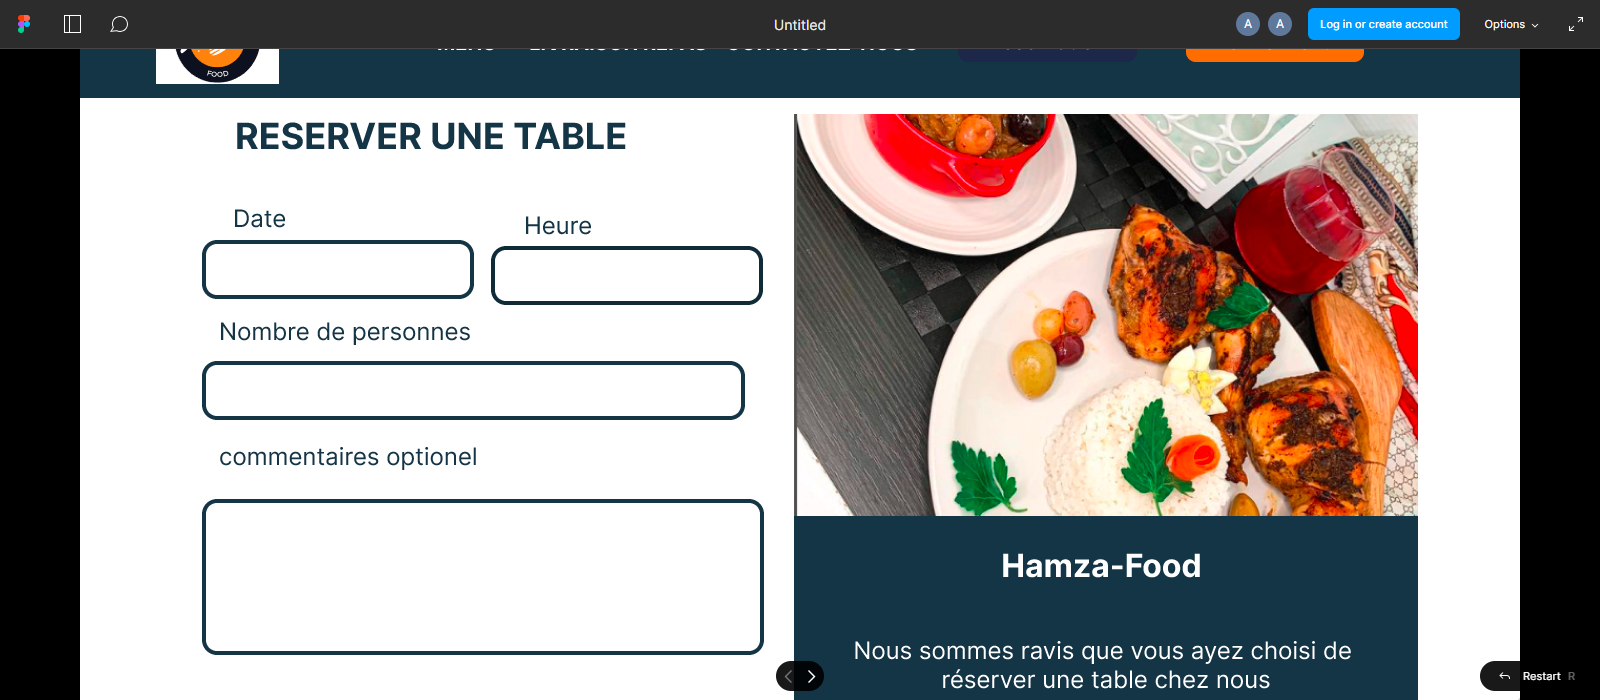 Untitled
A
A
Log in or create account
Options
FOOD
RESERVER UNE TABLE
Date
Heure
Nombre de personnes
commentaires optionel
Hamza-Food
Nous sommes ravis que vous ayez choisi de
réserver une table chez nous
Restart R